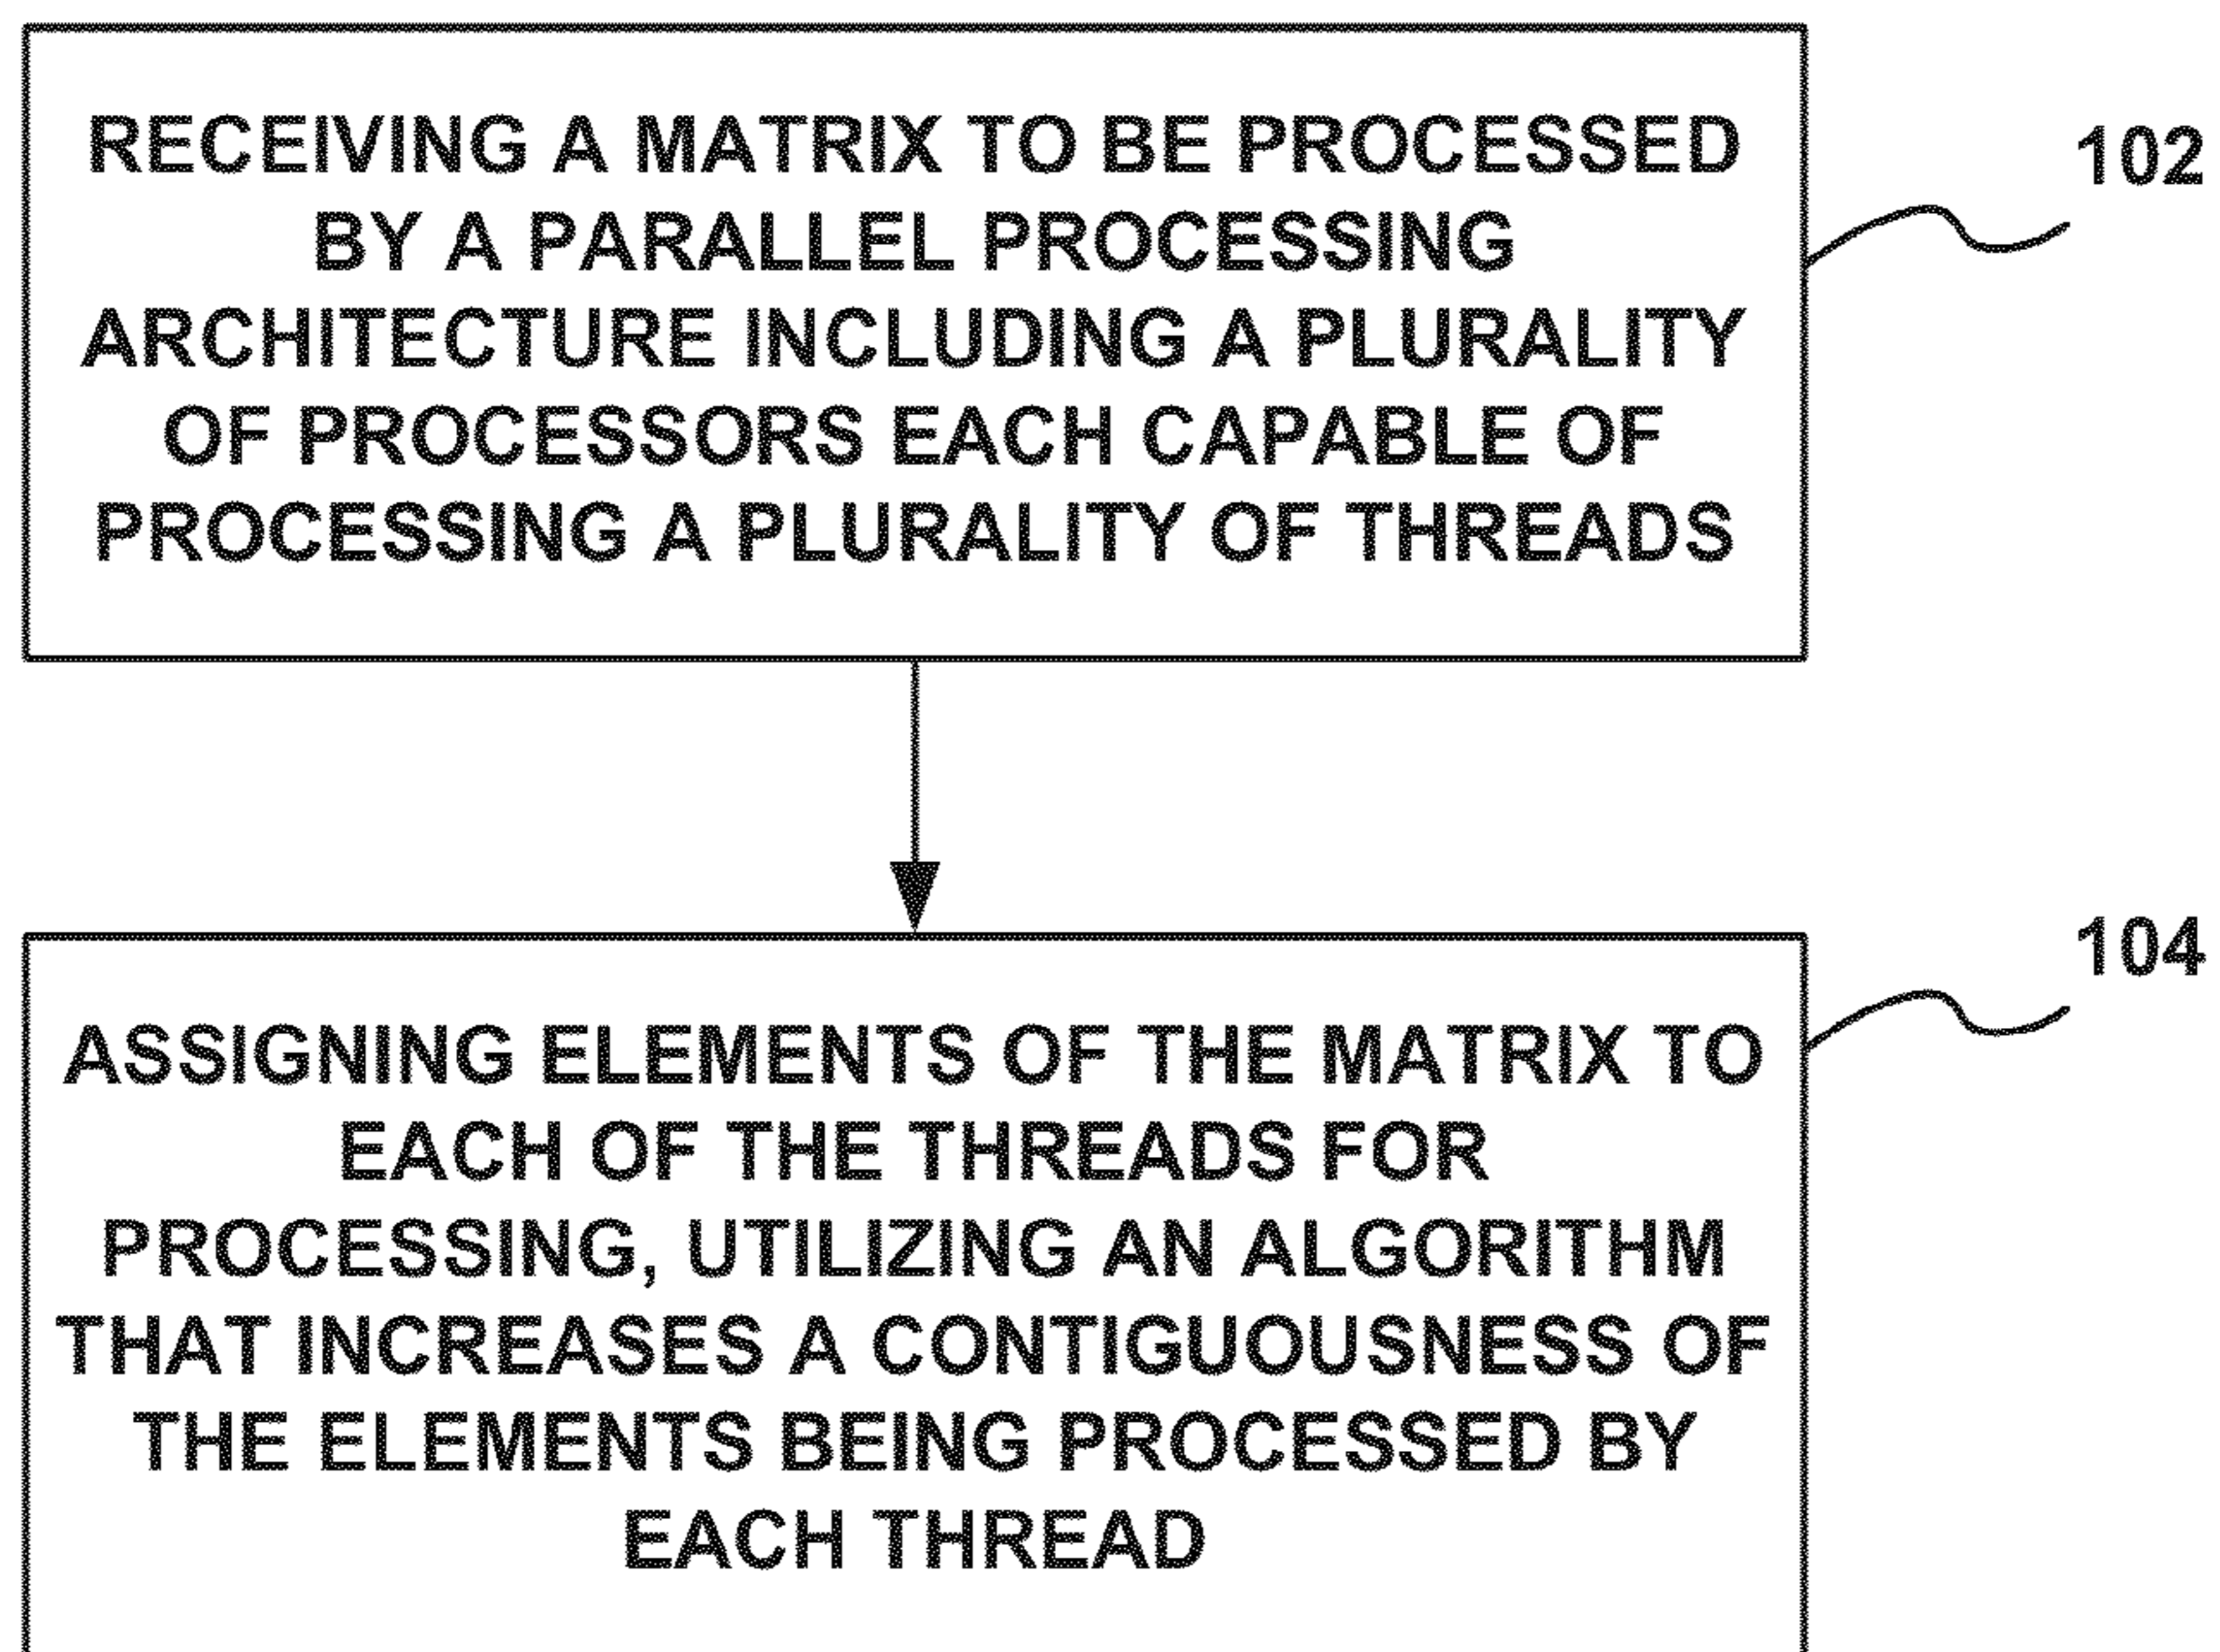 RECEIVING A MATRIX TO BE PROCESSED
BY A PARALLEL PROCESSING
ARCHITECTURE INCLUDING A PLURALITY
OF PROCESSORS EACH CAPABLE OF
PROCESSING A PLURALITY OF THREADS
102
ASSIGNING ELEMENTS OF THE MATRIX TO
EACH OF THE THREADS FOR
PROCESSING, UTILIZING AN ALGORITHM
THAT INCREASES A CONTIGUOUSNESS OF
THE ELEMENTS BEING PROCESSED BY
EACH THREAD
104